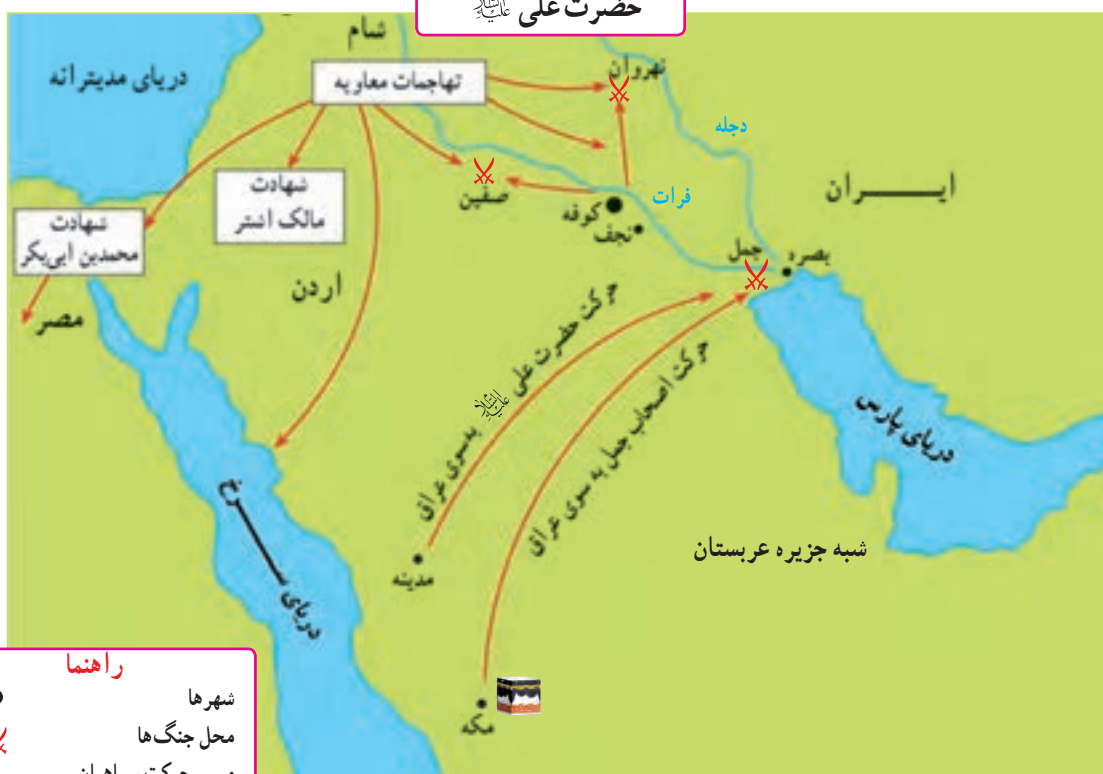 حضرت علی علیه‌السلام
شام
دریای مدیترانه
تهاجمات معاویه
نهروان
دجله
شهادت
مالک اشتر
صفین
فرات
ایـــــران
کوفه
نجف
شهادت
محمدبن ابی‌بکر
جمل
بصره
اردن
مصر
حرکت حضرت علی علیه‌السلام به‌سوی عراق
حرکت اصحاب جمل به سوی عراق
دریای پارس
دریای ســـرخ
شبه جزیره عربستان
مدینه
مکه
راهنما
شهرها
محل جنگ‌ها